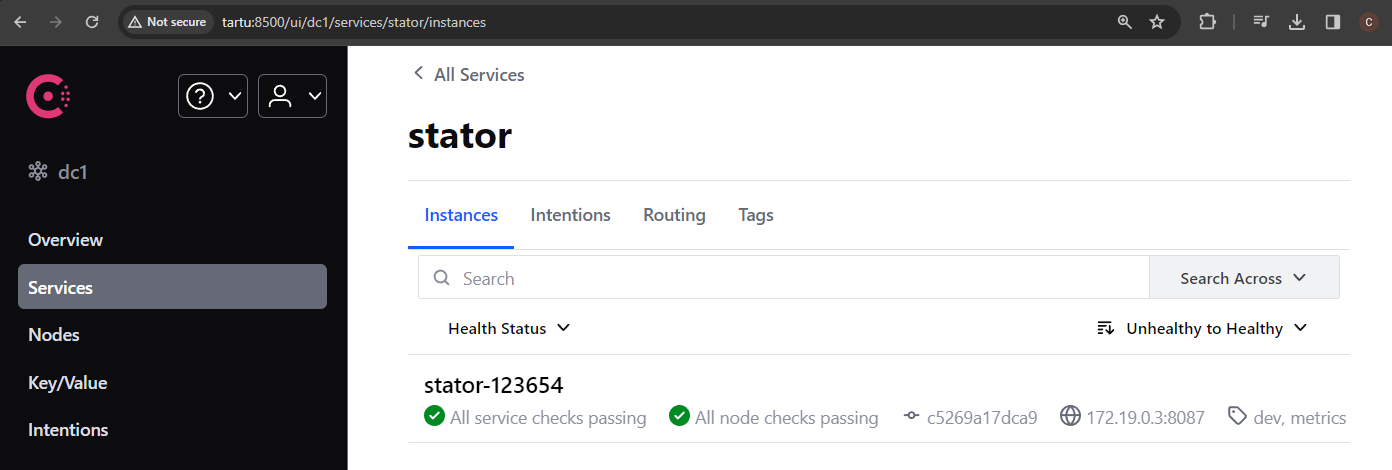 Not secure tartu:8500/ui/dc1/services/stator/instances
C
dc1
Overview
Services
Nodes
Key/Value
Intentions
All Services
stator
Instances Intentions Routing Tags
Search Search Across
Health Status Unhealthy to Healthy
stator-123654
All service checks passing All node checks passing c5269a17dca9 172.19.0.3:8087 dev, metrics